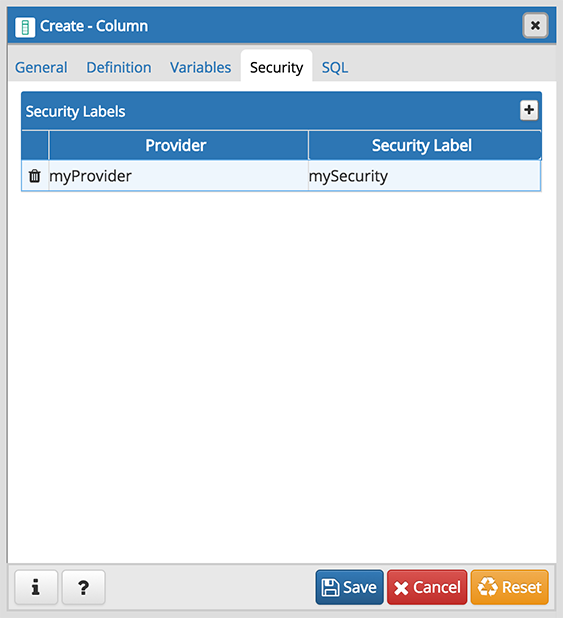 Create - Column
General Definition Variables Security SQL
Security Labels
Provider Security Label
myProvider mySecurity
i ? Save Cancel Reset